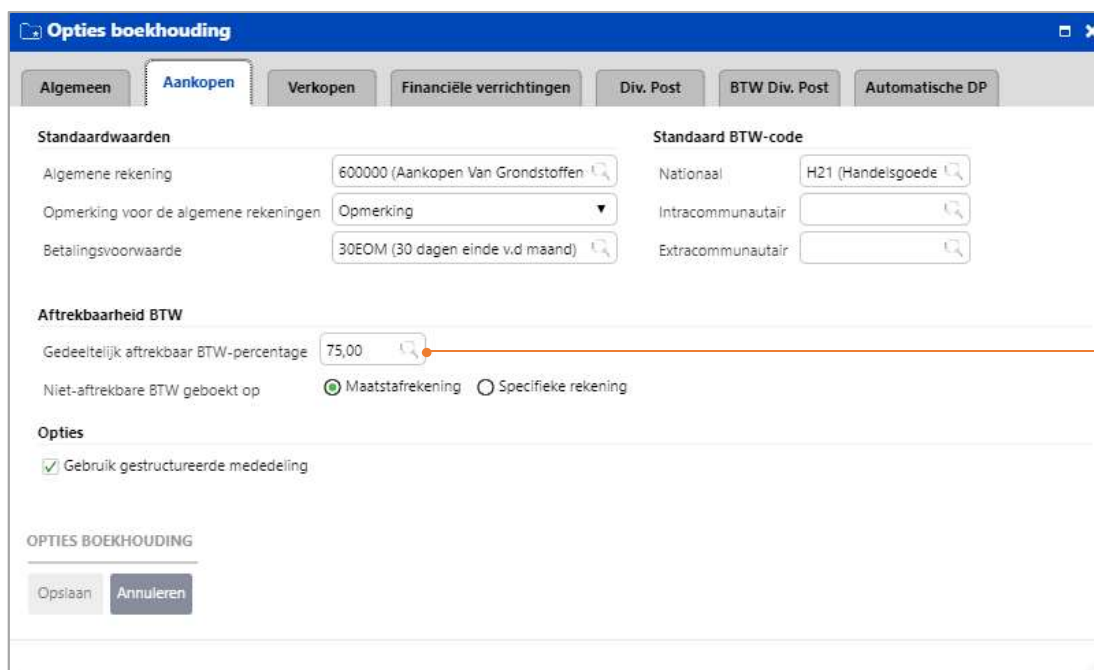 Opties boekhouding
Algemeen Aankopen Verkopen Financiële verrichtingen Div. Post BTW Div. Post Automatische DP
Standaardwaarden Standaard BTW-code
Algemene rekening 600000 (Aankopen Van Grondstoffen Nationaal H21 (Handelsgoede
Opmerking voor de algemene rekeningen Opmerking Intracommunautair
Betalingsvoorwaarde 30EOM (30 dagen einde v.d maand) Extracommunautair
Aftrekbaarheid BTW
Gedeeltelijk aftrekbaar BTW-percentage 75,00
Niet-aftrekbare BTW geboekt op Maatstafrekening Specifieke rekening
Opties
Gebruik gestructureerde mededeling
OPTIES BOEKHOUDING
Opslaan Annuleren